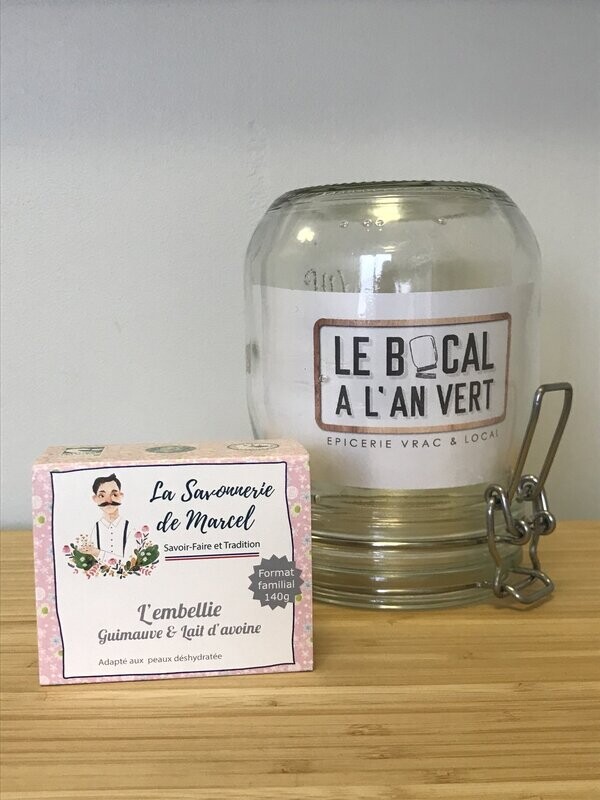 LE BOCAL
A L'AN VERT
EPICERIE VRAC & LOCAL
La Savonnerie
de Marcel
Savoir-Faire et Tradition
Format
familial
140g
L'embellie
Guimauve & Lait d'avoine
Adapté aux peaux déshydratée